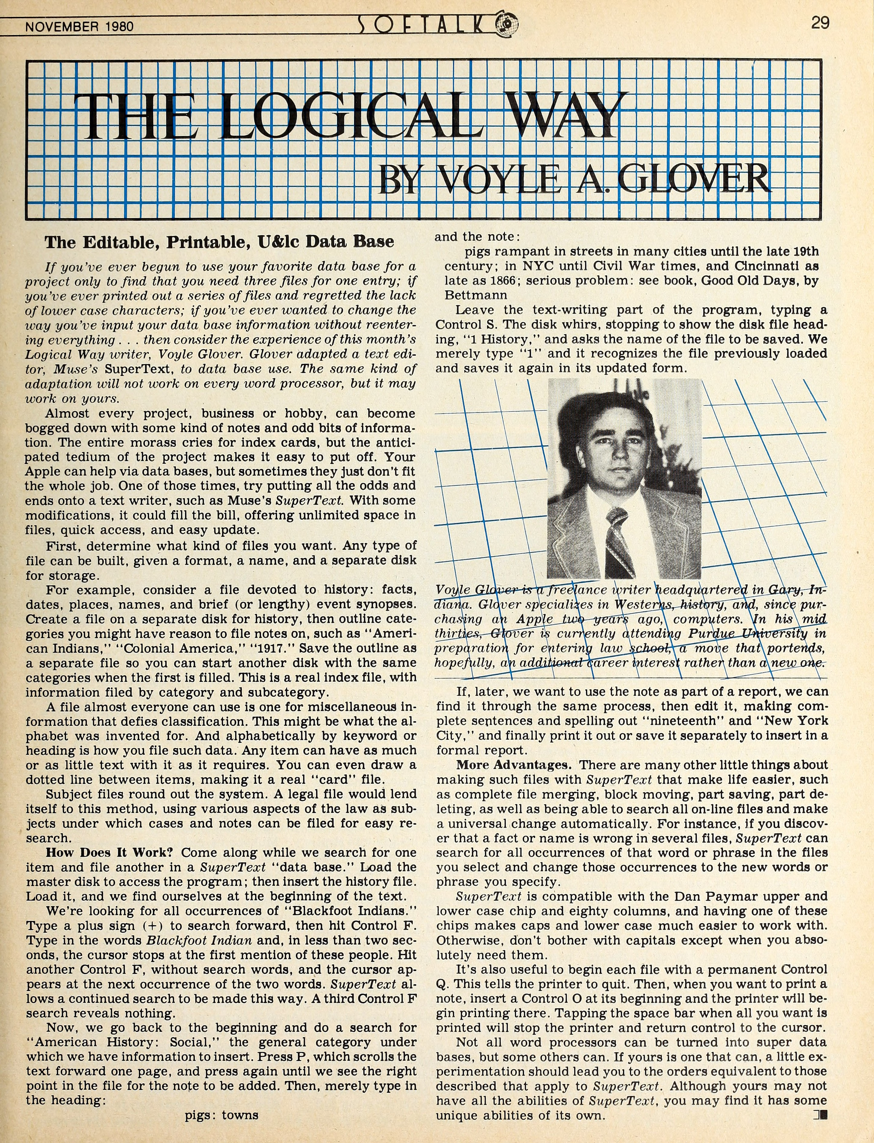 NOVEMBER 1980
SOFTALK
29
THE LOGICAL WAY
BY VOYLE A. GLOVER
The Editable, Printable, U&lc Data Base
If you've ever begun to use your favorite data base for a
project only to find that you need three files for one entry; if
you've ever printed out a series of files and regretted the lack
of lower case characters; if you've ever wanted to change the
way you've input your data base information without reenter-
ing everything . . . then consider the experience of this month's
Logical Way writer, Voyle Glover. Glover adapted a text edi-
tor, Muse's SuperText, to data base use. The same kind of
adaptation will not work on every word processor, but it may
work on yours.
Almost every project, business or hobby, can become
bogged down with some kind of notes and odd bits of informa-
tion. The entire morass cries for index cards, but the antici-
pated tedium of the project makes it easy to put off. Your
Apple can help via data bases, but sometimes they just don't fit
the whole job. One of those times, try putting all the odds and
ends onto a text writer, such as Muse's SuperText. With some
modifications, it could fill the bill, offering unlimited space in
files, quick access, and easy update.
First, determine what kind of files you want. Any type of
file can be built, given a format, a name, and a separate disk
for storage.
For example, consider a file devoted to history: facts,
dates, places, names, and brief (or lengthy) event synopses.
Create a file on a separate disk for history, then outline cate-
gories you might have reason to file notes on, such as "Ameri-
can Indians," "Colonial America," "1917." Save the outline as
a separate file so you can start another disk with the same
categories when the first is filled. This is a real index file, with
information filed by category and subcategory.
A file almost everyone can use is one for miscellaneous in-
formation that defies classification. This might be what the al-
phabet was invented for. And alphabetically by keyword or
heading is how you file such data. Any item can have as much
or as little text with it as it requires. You can even draw a
dotted line between items, making it a real "card" file.
Subject files round out the system. A legal file would lend
itself to this method, using various aspects of the law as sub-
jects under which cases and notes can be filed for easy re-
search.
How Does It Work? Come along while we search for one
item and file another in a SuperText "data base." Load the
master disk to access the program; then insert the history file.
Load it, and we find ourselves at the beginning of the text.
We're looking for all occurrences of "Blackfoot Indians."
Type a plus sign (+) to search forward, then hit Control F.
Type in the words Blackfoot Indian and, in less than two sec-
onds, the cursor stops at the first mention of these people. Hit
another Control F, without search words, and the cursor ap-
pears at the next occurrence of the two words. SuperText al-
lows a continued search to be made this way. A third Control F
search reveals nothing.
Now, we go back to the beginning and do a search for
"American History: Social," the general category under
which we have information to insert. Press P, which scrolls the
text forward one page, and press again until we see the right
point in the file for the note to be added. Then, merely type in
the heading:
pigs: towns
and the note:
pigs rampant in streets in many cities until the late 19th
century; in NYC until Civil War times, and Cincinnati as
late as 1866; serious problem: see book, Good Old Days, by
Bettmann
Leave the text-writing part of the program, typing a
Control S. The disk whirs, stopping to show the disk file head-
ing, "1 History," and asks the name of the file to be saved. We
merely type "1" and it recognizes the file previously loaded
and saves it again in its updated form.
Voyle Glover is a freelance writer headquartered in Gary, In-
diana. Glover specializes in Westerns, history, and, since pur-
chasing an Apple two years ago, computers. In his mid
thirties, Glover is currently attending Purdue University in
preparation for entering law school, a move that portends,
hopefully, an additional career interest rather than a new one.
If, later, we want to use the note as part of a report, we can
find it through the same process, then edit it, making com-
plete sentences and spelling out "nineteenth" and "New York
City," and finally print it out or save it separately to insert in a
formal report.
More Advantages. There are many other little things about
making such files with SuperText that make life easier, such
as complete file merging, block moving, part saving, part de-
leting, as well as being able to search all on-line files and make
a universal change automatically. For instance, if you discov-
er that a fact or name is wrong in several files, SuperText can
search for all occurrences of that word or phrase in the files
you select and change those occurrences to the new words or
phrase you specify.
SuperText is compatible with the Dan Paymar upper and
lower case chip and eighty columns, and having one of these
chips makes caps and lower case much easier to work with.
Otherwise, don't bother with capitals except when you abso-
lutely need them.
It's also useful to begin each file with a permanent Control
Q. This tells the printer to quit. Then, when you want to print a
note, insert a Control O at its beginning and the printer will be-
gin printing there. Tapping the space bar when all you want is
printed will stop the printer and return control to the cursor.
Not all word processors can be turned into super data
bases, but some others can. If yours is one that can, a little ex-
perimentation should lead you to the orders equivalent to those
described that apply to SuperText. Although yours may not
have all the abilities of SuperText, you may find it has some
unique abilities of its own.